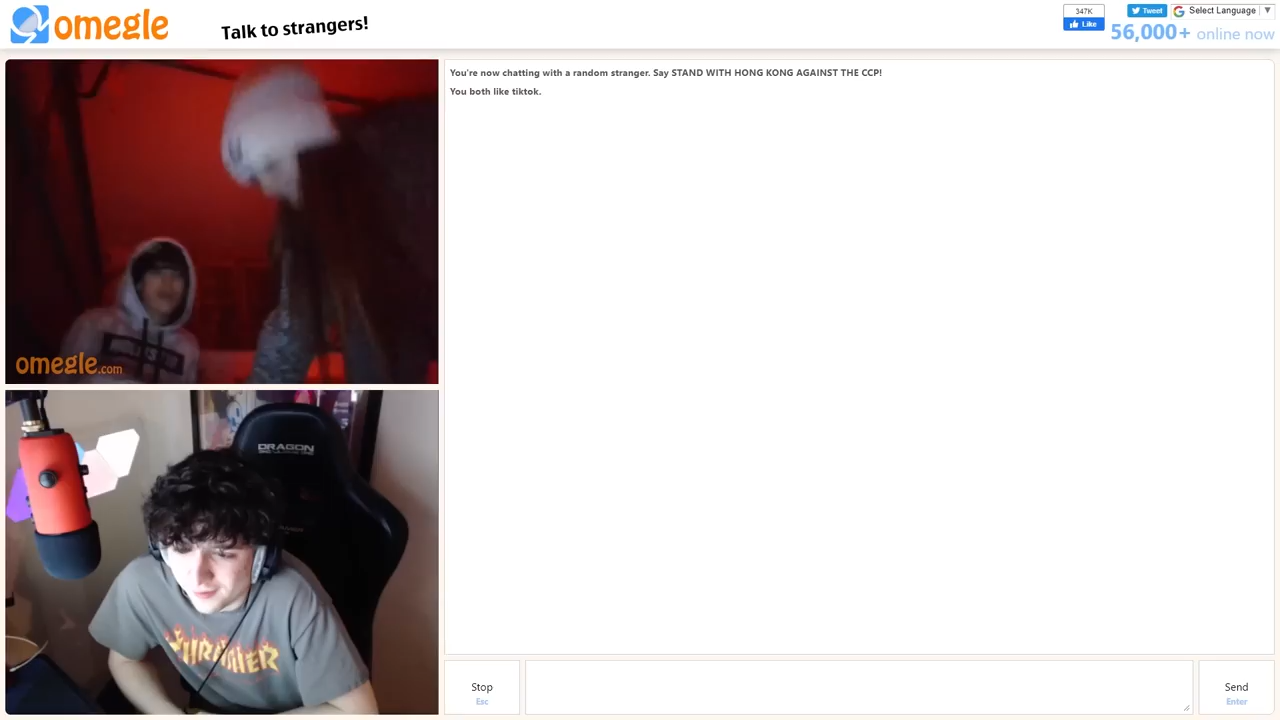 omegle
Talk to strangers!
347K
Like
Tweet
Select Language
56,000+ online now
You're now chatting with a random stranger. Say STAND WITH HONG KONG AGAINST THE CCP!
You both like tiktok.
omegle.com
DRAGON
THRASHER
Stop
Esc
Send
Enter